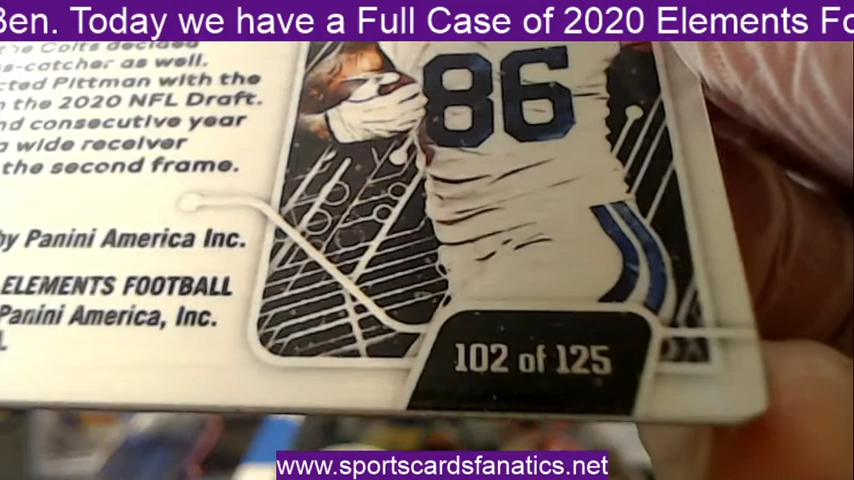 Ben. Today we have a Full Case of 2020 Elements Fo
the Colts decided
s-catcher as well.
cted Pittman with the
n the 2020 NFL Draft.
nd consecutive year
a wide receiver
the second frame.
by Panini America Inc.
ELEMENTS FOOTBALL
Panini America, Inc.
86
102 of 125
www.sportscardsfanatics.net